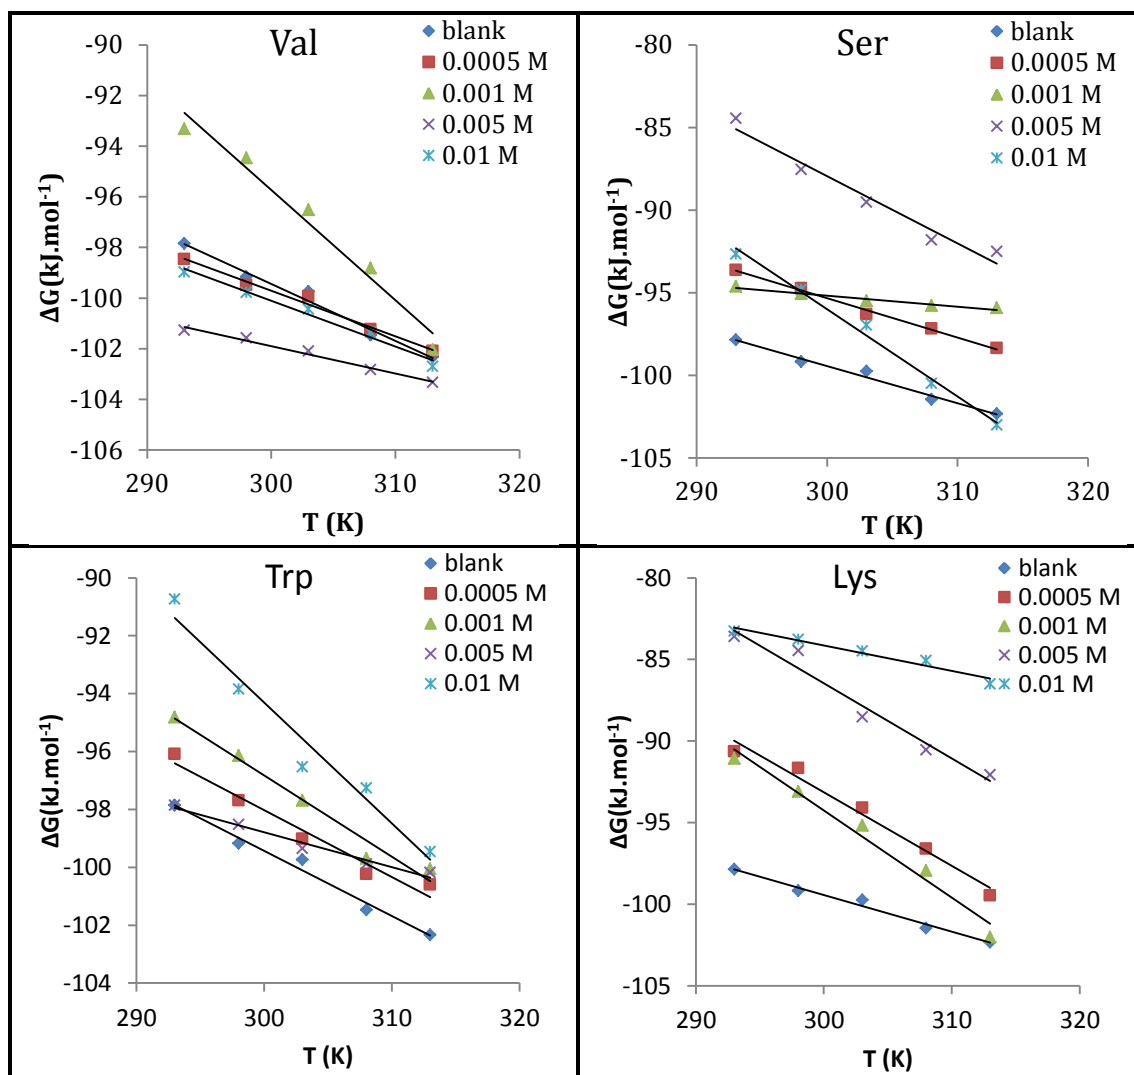 Val
blank
0.0005 M
0.001 M
0.005 M
0.01 M
-90
-92
-94
-96
-98
-100
-102
-104
-106
ΔG(kJ.mol-1)
290
300
310
320
T (K)
Ser
blank
0.0005 M
0.001 M
0.005 M
0.01 M
-80
-85
-90
-95
-100
-105
ΔG(kJ.mol-1)
290
300
310
320
T (K)
Trp
blank
0.0005 M
0.001 M
0.005 M
0.01 M
-90
-92
-94
-96
-98
-100
-102
-104
ΔG(kJ.mol-1)
290
300
310
320
T (K)
Lys
blank
0.0005 M
0.001 M
0.005 M
0.01 M
-80
-85
-90
-95
-100
-105
ΔG(kJ.mol-1)
290
300
310
320
T (K)